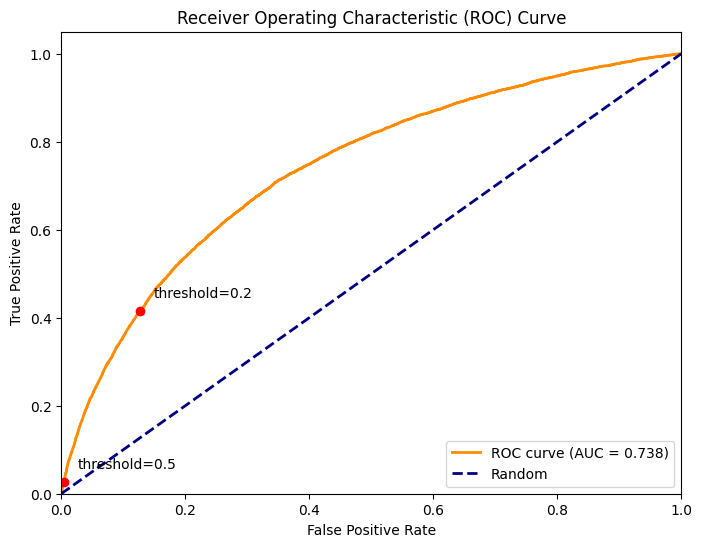 Receiver Operating Characteristic (ROC) Curve
1.0
0.8
0.6
0.4
0.2
0.0
True Positive Rate
threshold=0.2
threshold=0.5
ROC curve (AUC = 0.738)
Random
0.0 0.2 0.4 0.6 0.8 1.0
False Positive Rate